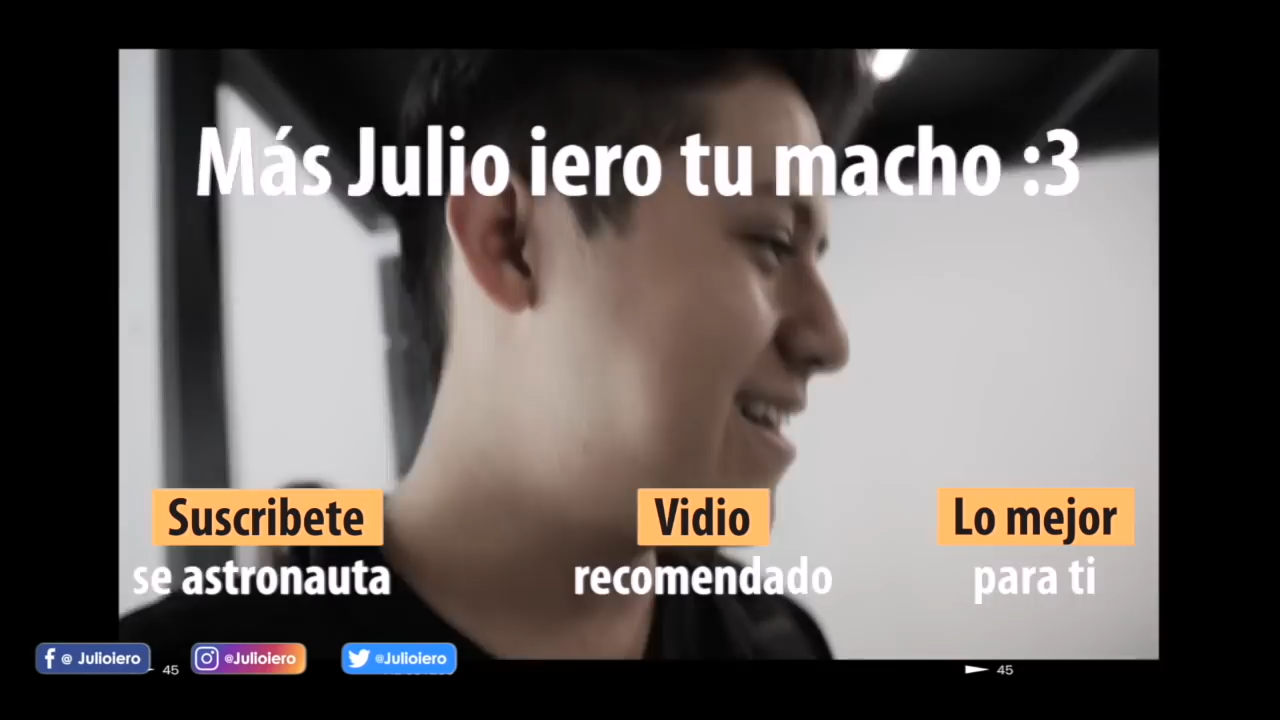 Más Julio iero tu macho :3
Suscribete
se astronauta
Vidio
recomendado
Lo mejor
para ti
@ Julioiero
45
@Julioiero
@Julioiero
45